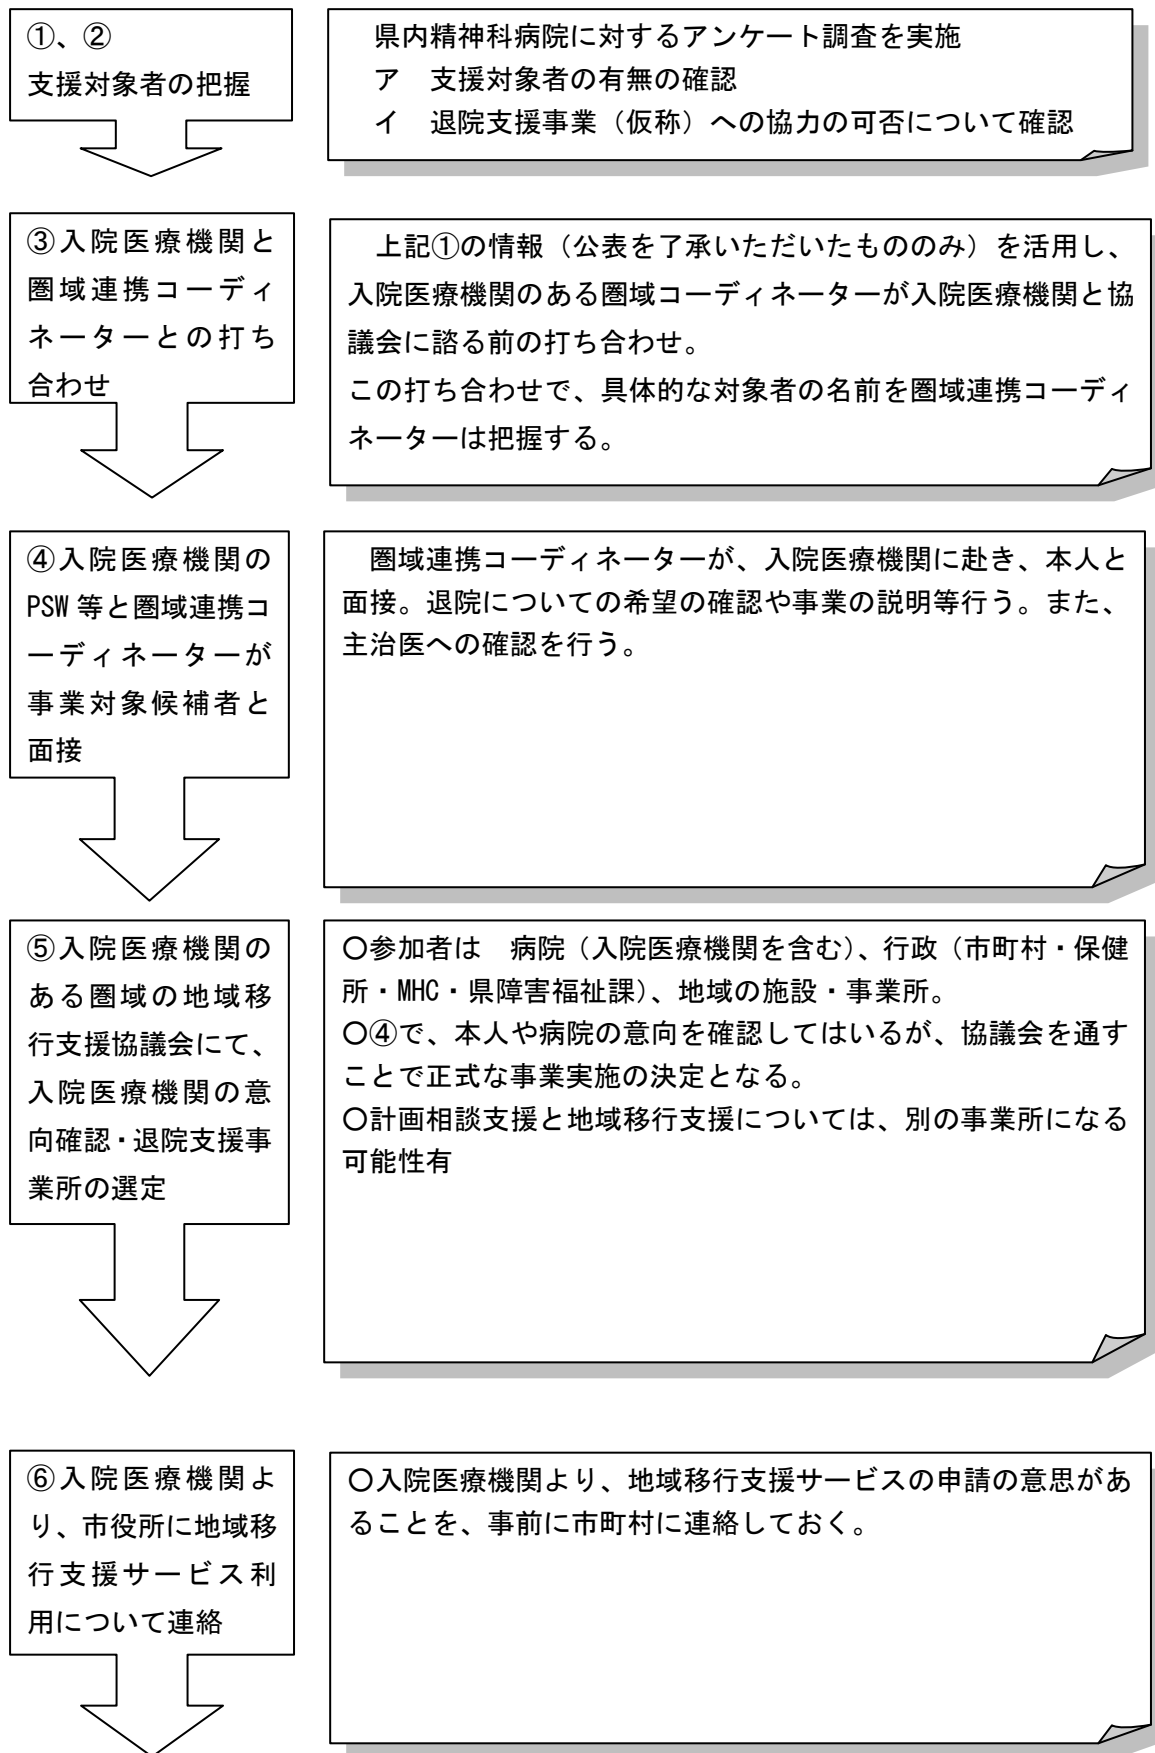 ①、②
支援対象者の把握
県内精神科病院に対するアンケート調査を実施
ア　支援対象者の有無の確認
イ　退院支援事業（仮称）への協力の可否について確認
③入院医療機関と
圏域連携コーディ
ネーターとの打ち
合わせ
上記①の情報（公表を了承いただいたもののみ）を活用し、
入院医療機関のある圏域コーディネーターが入院医療機関と協
議会に諮る前の打ち合わせ。
この打ち合わせで、具体的な対象者の名前を圏域連携コーディ
ネーターは把握する。
④入院医療機関の
PSW 等と圏域連携コ
ーディネーターが
事業対象候補者と
面接
圏域連携コーディネーターが、入院医療機関に赴き、本人と
面接。退院についての希望の確認や事業の説明等行う。また、
主治医への確認を行う。
⑤入院医療機関の
ある圏域の地域移
行支援協議会にて、
入院医療機関の意
向確認・退院支援事
業所の選定
〇参加者は　病院（入院医療機関を含む）、行政（市町村・保健
所・MHC・県障害福祉課）、地域の施設・事業所。
〇④で、本人や病院の意向を確認してはいるが、協議会を通す
ことで正式な事業実施の決定となる。
〇計画相談支援と地域移行支援については、別の事業所になる
可能性有
⑥入院医療機関よ
り、市役所に地域移
行支援サービス利
用について連絡
〇入院医療機関より、地域移行支援サービスの申請の意思があ
ることを、事前に市町村に連絡しておく。